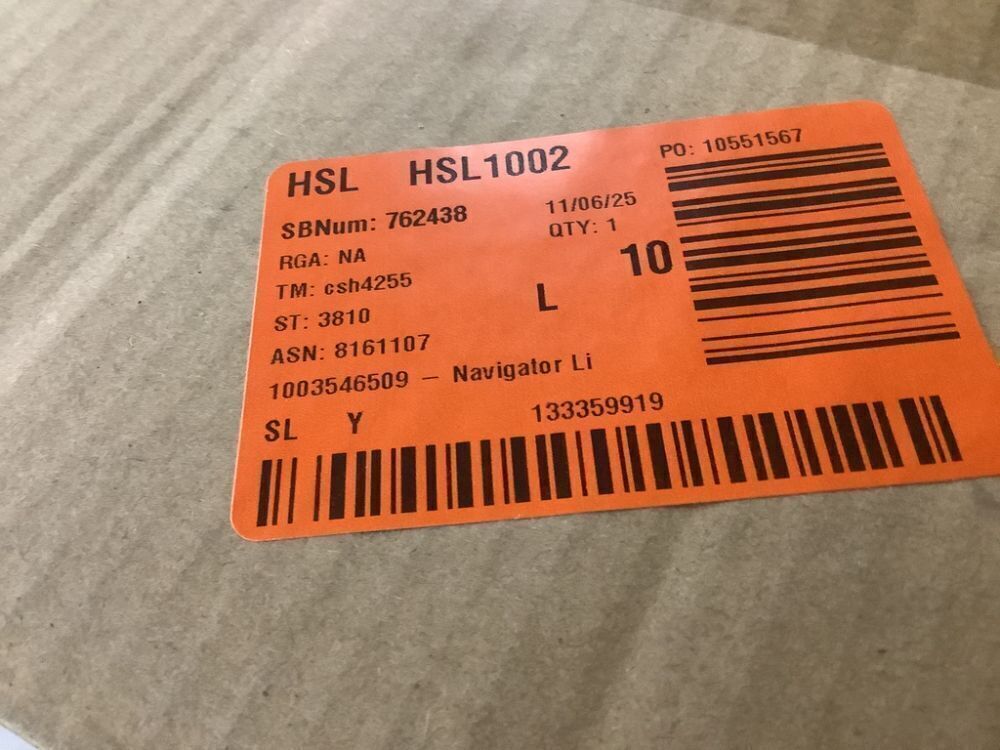 HSL HSL1002
PO: 10551567
SBNum: 762438
11/06/25
RGA: NA
QTY: 1
10
TM: csh4255
L
ST: 3810
ASN: 8161107
1003546509 – Navigator Li
SL Y
133359919